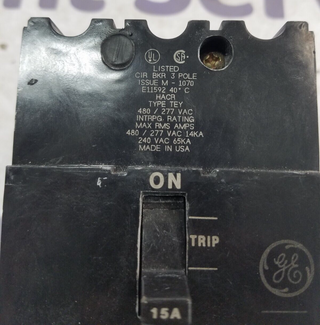 LISTED
CIR BKR 3 POLE
ISSUE M - 1070
E11592 40° C
HACR
TYPE TEY
480 / 277 VAC
INTRPG. RATING
MAX RMS AMPS
480 / 277 VAC 14KA
240 VAC 65KA
MADE IN USA
ON
TRIP
15A
GE